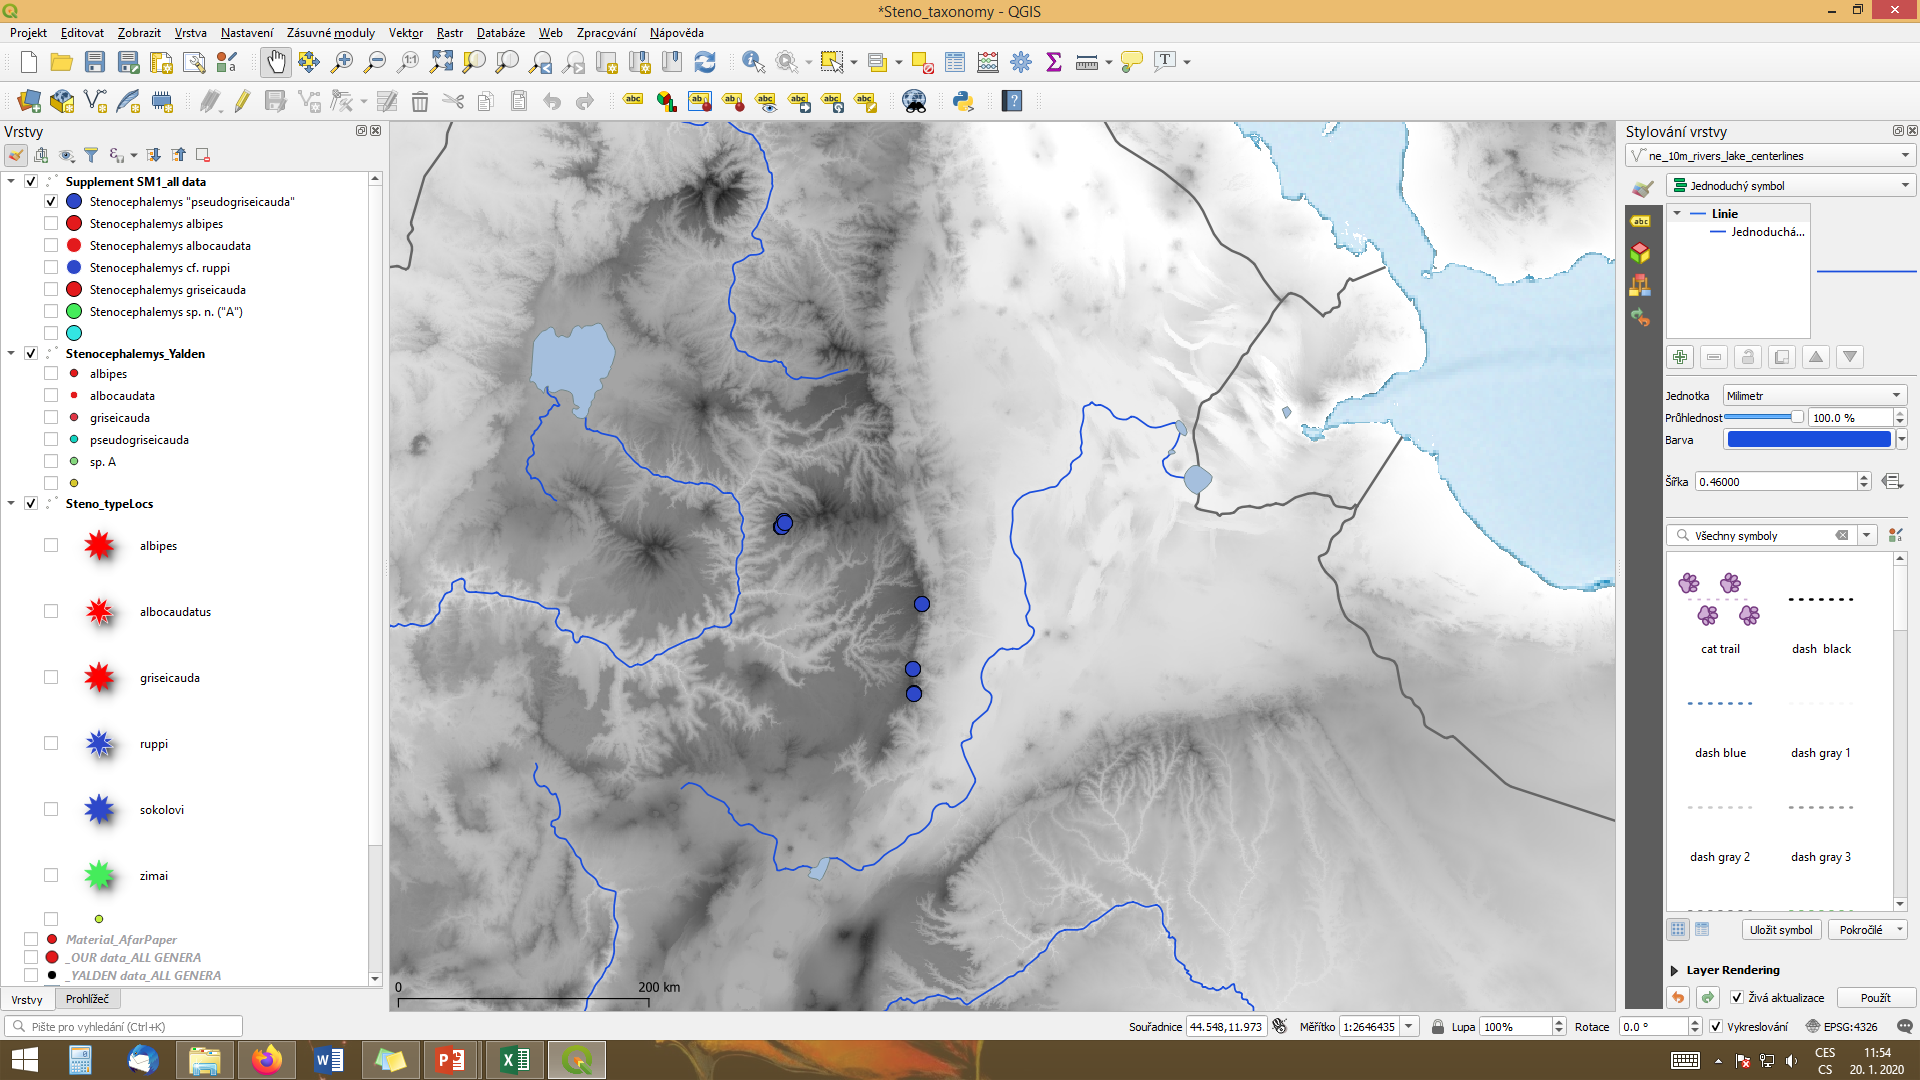 *Steno_taxonomy - QGIS
Projekt Editovat Zobrazit Vrstva Nastavení Zásuvné moduly Vektor Rastr Databáze Web Zpracování Nápověda
Vrstvy
Supplement SM1_all data
Stenocephalemys "pseudogriseicauda"
Stenocephalemys albipes
Stenocephalemys albocaudata
Stenocephalemys cf. ruppi
Stenocephalemys griseicauda
Stenocephalemys sp. n. ("A")
Stenocephalemys_Yalden
albipes
albocaudata
griseicauda
pseudogriseicauda
sp. A
Steno_typeLocs
albipes
albocaudatus
griseicauda
ruppi
sokolovi
zimai
Material_AfarPaper
_OUR data_ALL GENERA
_YALDEN data_ALL GENERA
Vrstvy Prohlížeč
Pište pro vyhledání (Ctrl+K)
0 200 km
Stylování vrstvy
ne_10m_rivers_lake_centerlines
Jednoduchý symbol
Linie
Jednoduchá...
Jednotka Milimetr
Průhlednost 100.0 %
Barva
Šířka 0.46000
Všechny symboly
cat trail dash black
dash blue dash gray 1
dash gray 2 dash gray 3
Uložit symbol Pokročilé
Layer Rendering
Živá aktualizace Použít
Souřadnice 44.548,11.973 Měřítko 1:2646435 Lupa 100% Rotace 0.0 ° Vykreslování EPSG:4326
CES 11:54
CS 20. 1. 2020